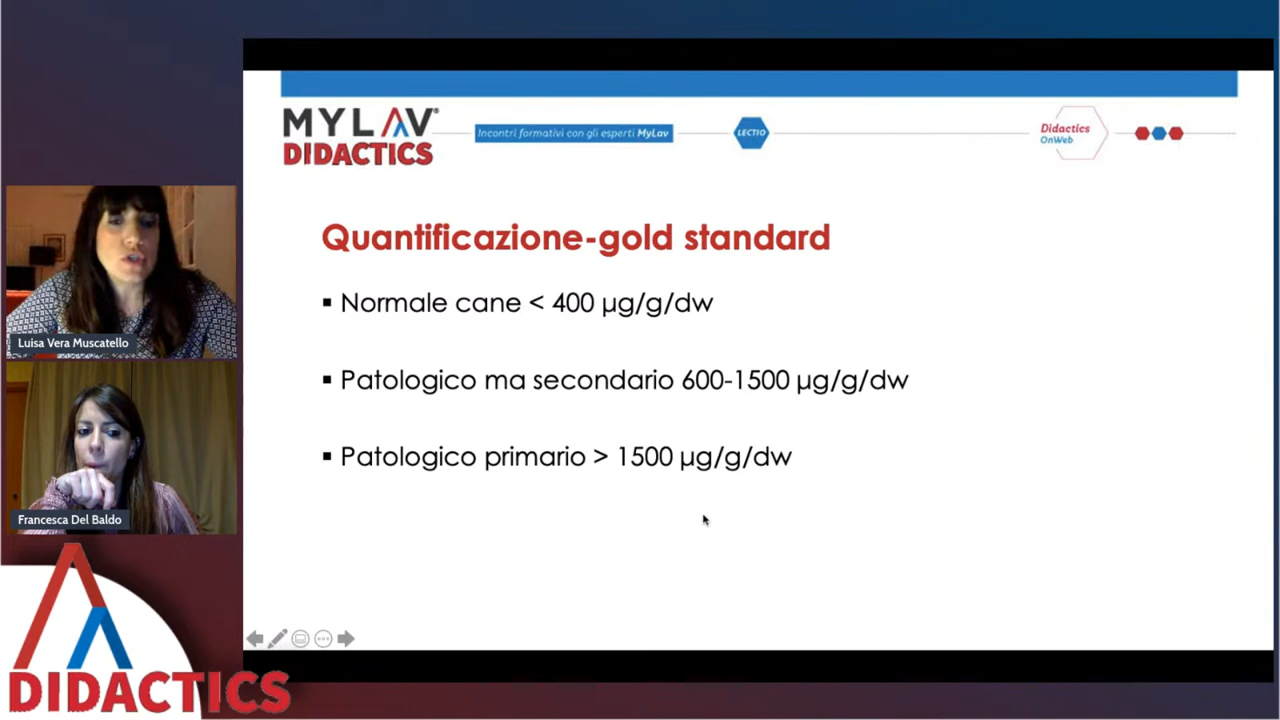 MYLAV®
DIDACTICS
Incontri formativi con gli esperti MyLav
LECTIO
Didactics
OnWeb
Quantificazione-gold standard
▪ Normale cane < 400 µg/g/dw
▪ Patologico ma secondario 600-1500 µg/g/dw
▪ Patologico primario > 1500 µg/g/dw
Luisa Vera Muscatello
Francesca Del Baldo
DIDACTICS